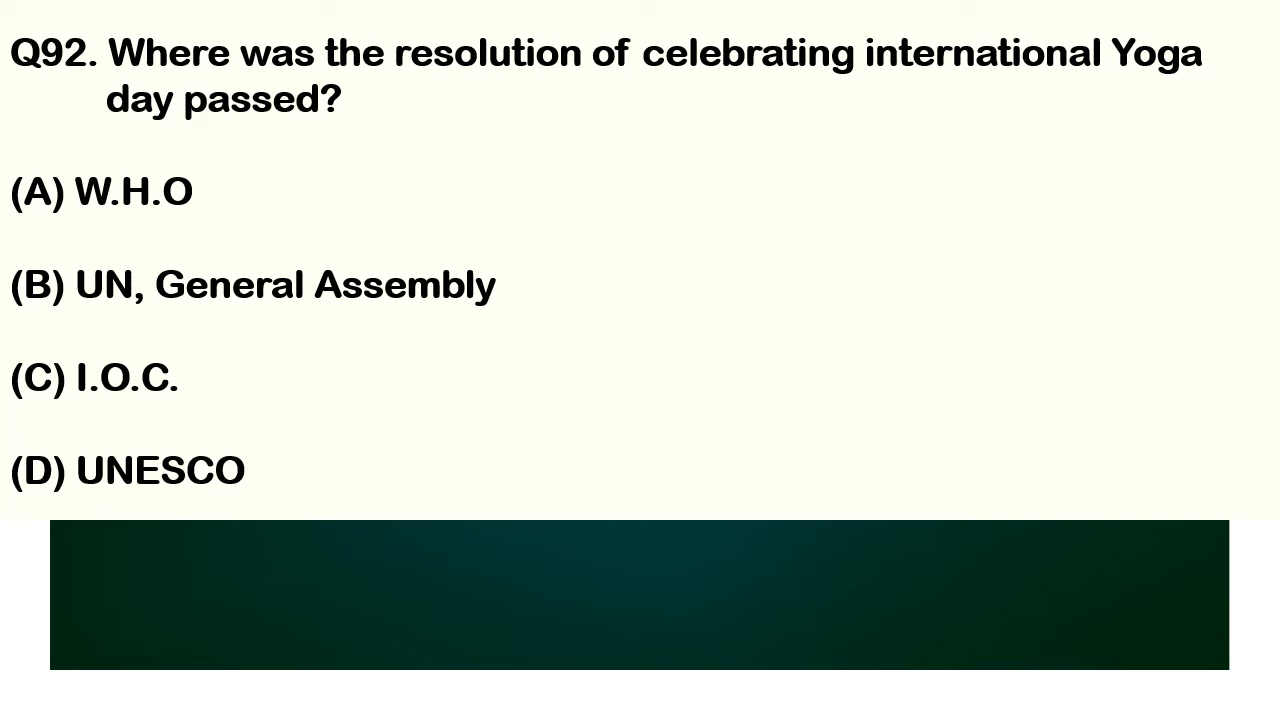 Q92. Where was the resolution of celebrating international Yoga
day passed?
(A) W.H.O
(B) UN, General Assembly
(C) I.O.C.
(D) UNESCO